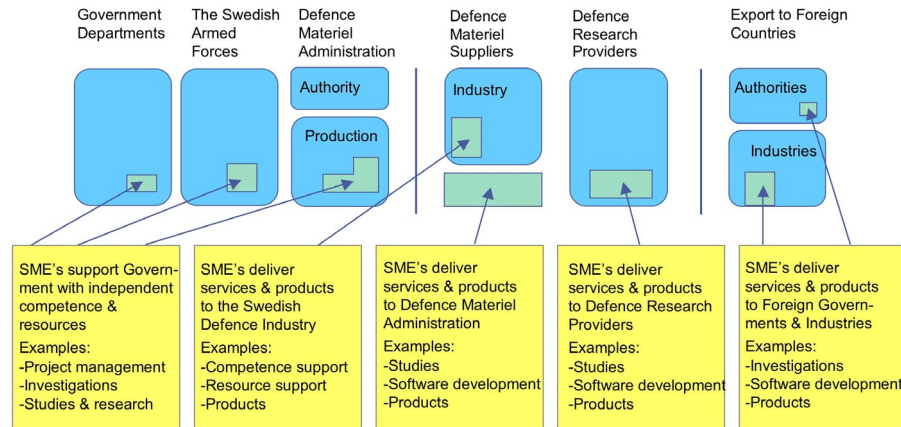 Government
Departments
The Swedish
Armed
Forces
Defence
Materiel
Administration
Defence
Materiel
Suppliers
Defence
Research
Providers
Export to Foreign
Countries
Authority
Production
Industry
Authorities
Industries
SME's support Govern-
ment with independent
competence &
resources
Examples:
-Project management
-Investigations
-Studies & research
SME's deliver
services & products
to the Swedish
Defence Industry
Examples:
-Competence support
-Resource support
-Products
SME's deliver
services & products
to Defence Materiel
Administration
Examples:
-Studies
-Software development
-Products
SME's deliver
services & products
to Defence Research
Providers
Examples:
-Studies
-Software development
-Products
SME's deliver
services & products
to Foreign Govern-
ments & Industries
Examples:
-Investigations
-Software development
-Products